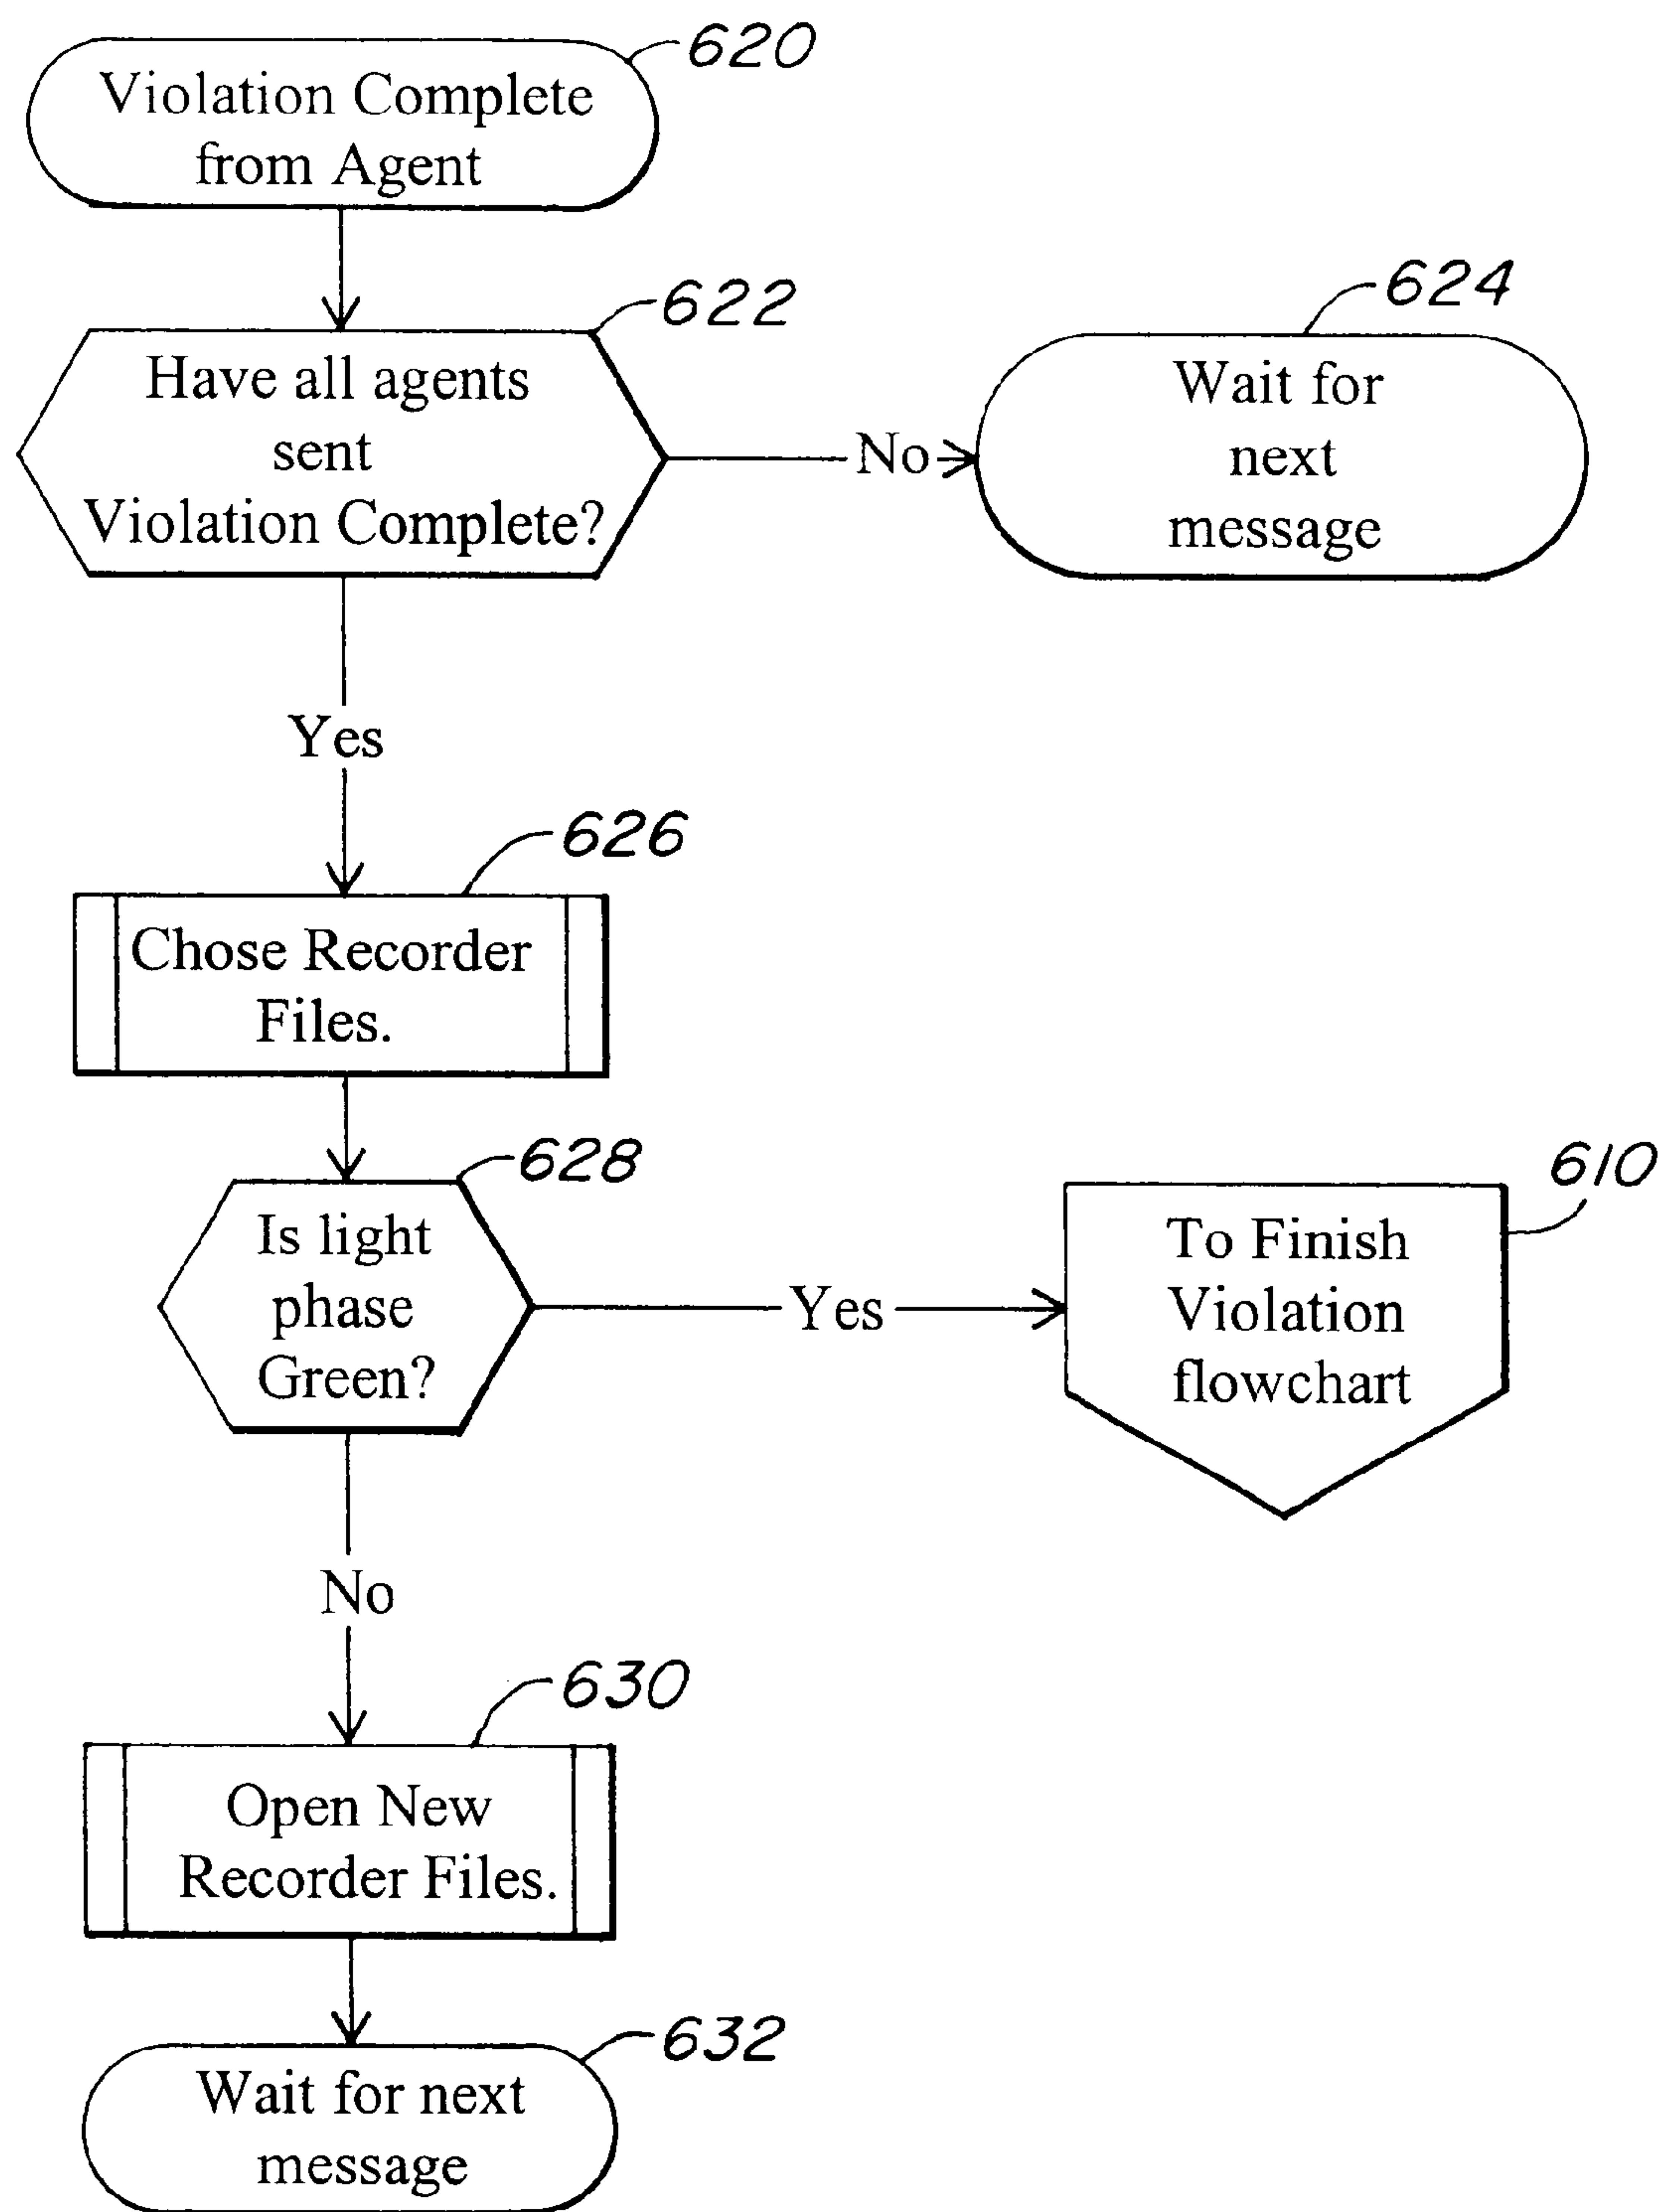 620
Violation Complete
from Agent
622
Have all agents
sent
Violation Complete?
No
624
Wait for
next
message
Yes
626
Chose Recorder
Files.
628
Is light
phase
Green?
Yes
610
To Finish
Violation
flowchart
No
630
Open New
Recorder Files.
632
Wait for next
message